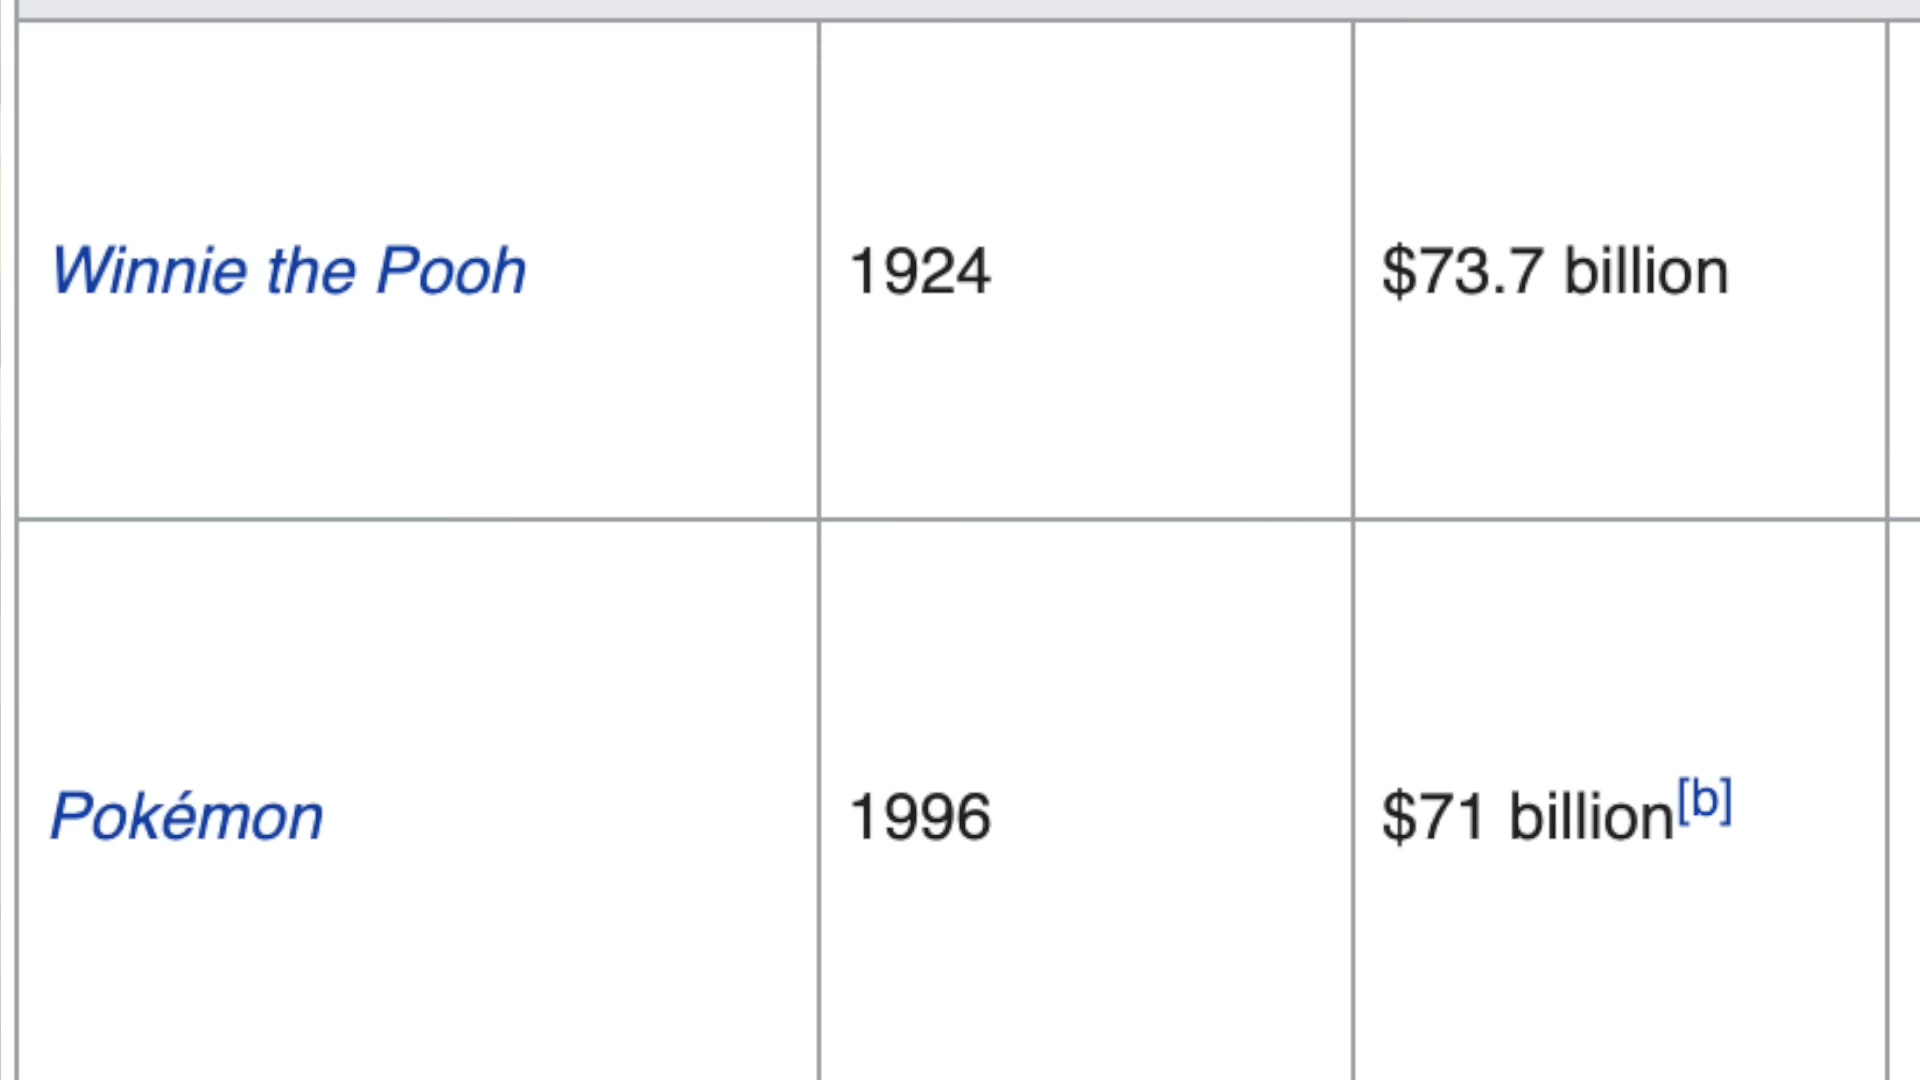 Winnie the Pooh 1924 $73.7 billion
Pokémon 1996 $71 billion[b]